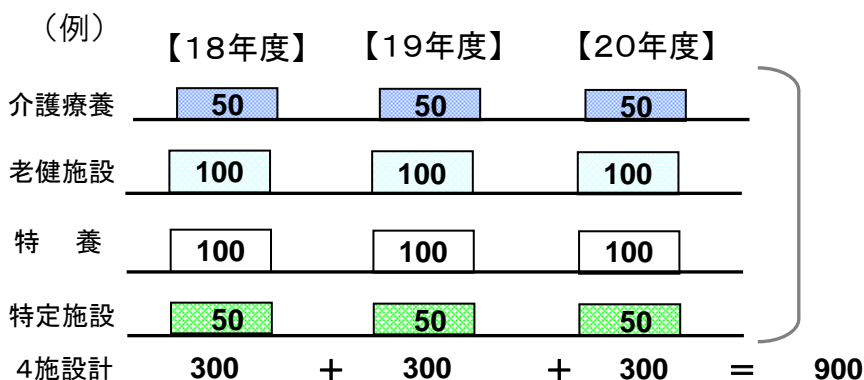 (例)
【18年度】 【19年度】 【20年度】
介護療養 50 50 50
老健施設 100 100 100
特 養 100 100 100
特定施設 50 50 50
4施設計 300 + 300 + 300 = 900